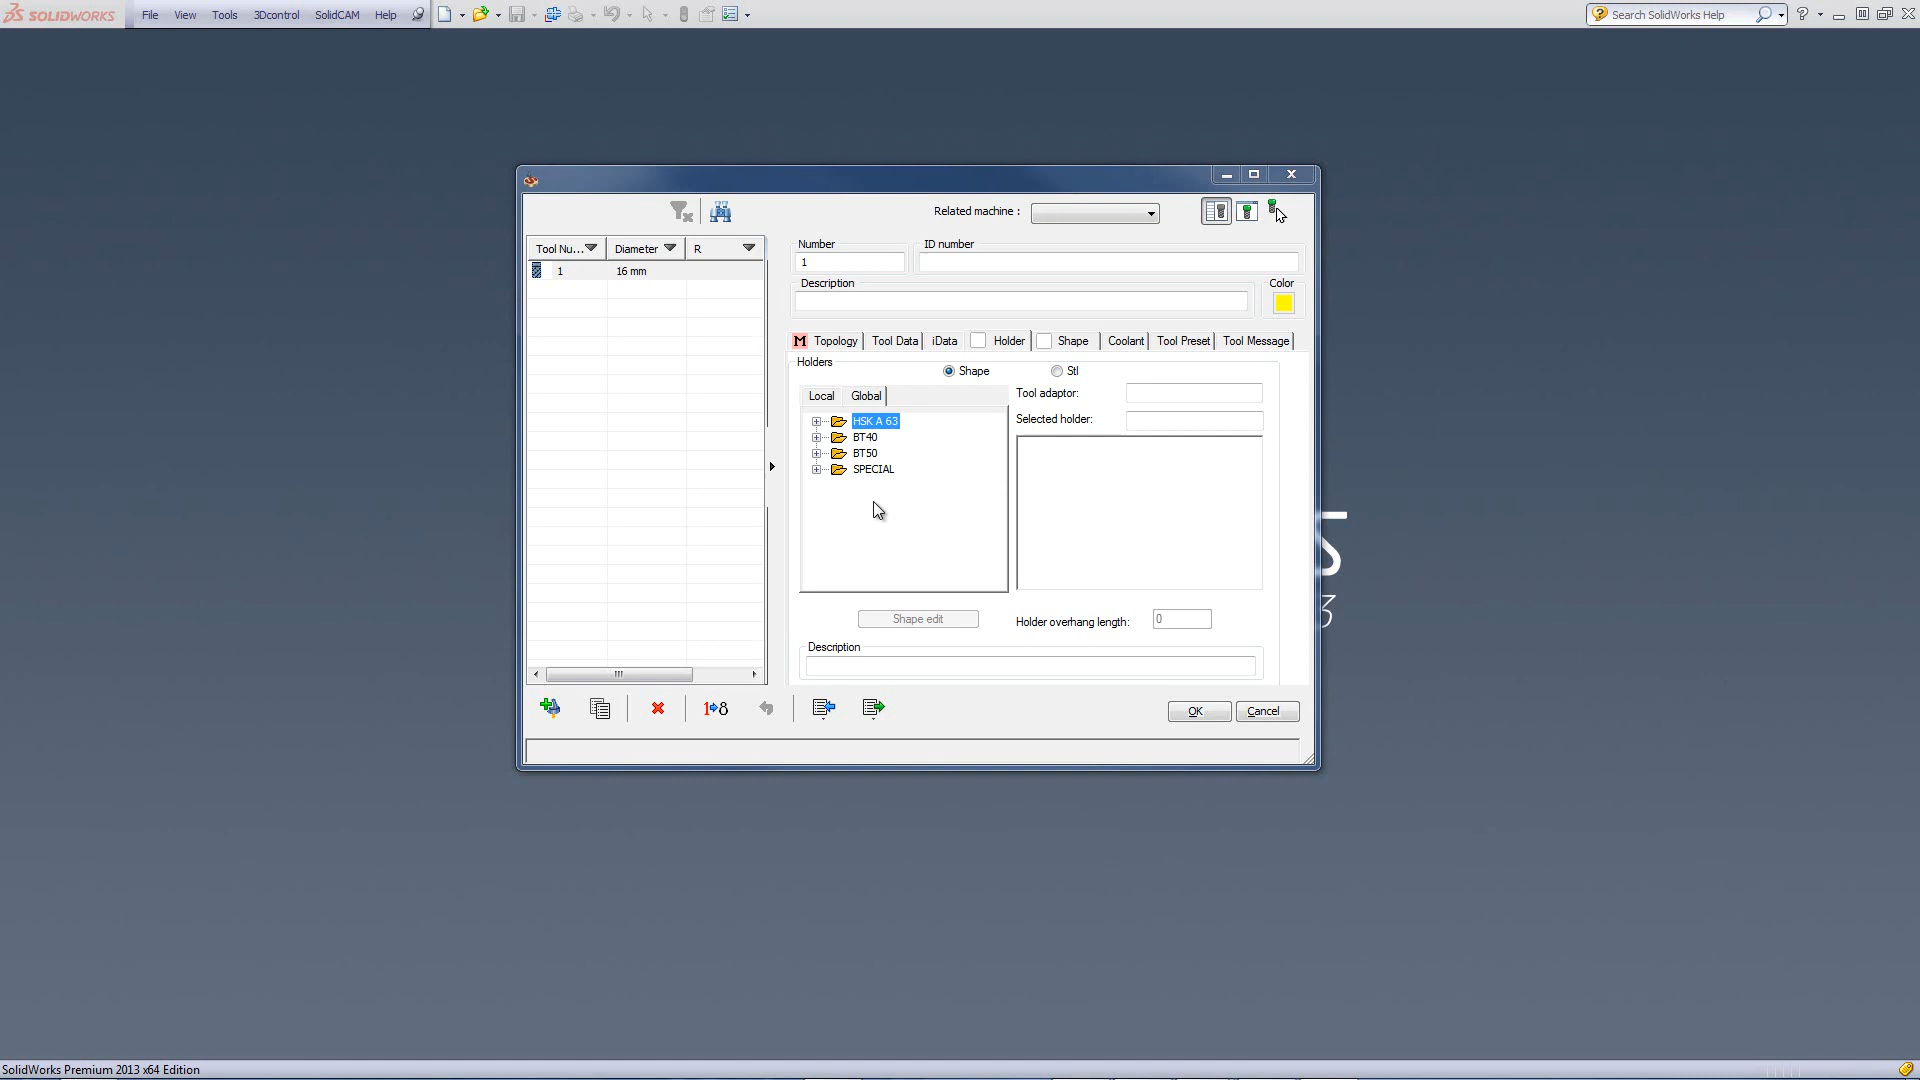 SOLIDWORKS File View Tools 3Dcontrol SolidCAM Help Search SolidWorks Help
Related machine :
Tool Nu... Diameter R
1 16 mm
Number ID number
1
Description Color
M Topology Tool Data iData Holder Shape Coolant Tool Preset Tool Message
Holders
Shape Stl
Local Global
HSK A 63
BT40
BT50
SPECIAL
Tool adaptor:
Selected holder:
Shape edit
Holder overhang length: 0
Description
1 8
OK Cancel
SolidWorks Premium 2013 x64 Edition